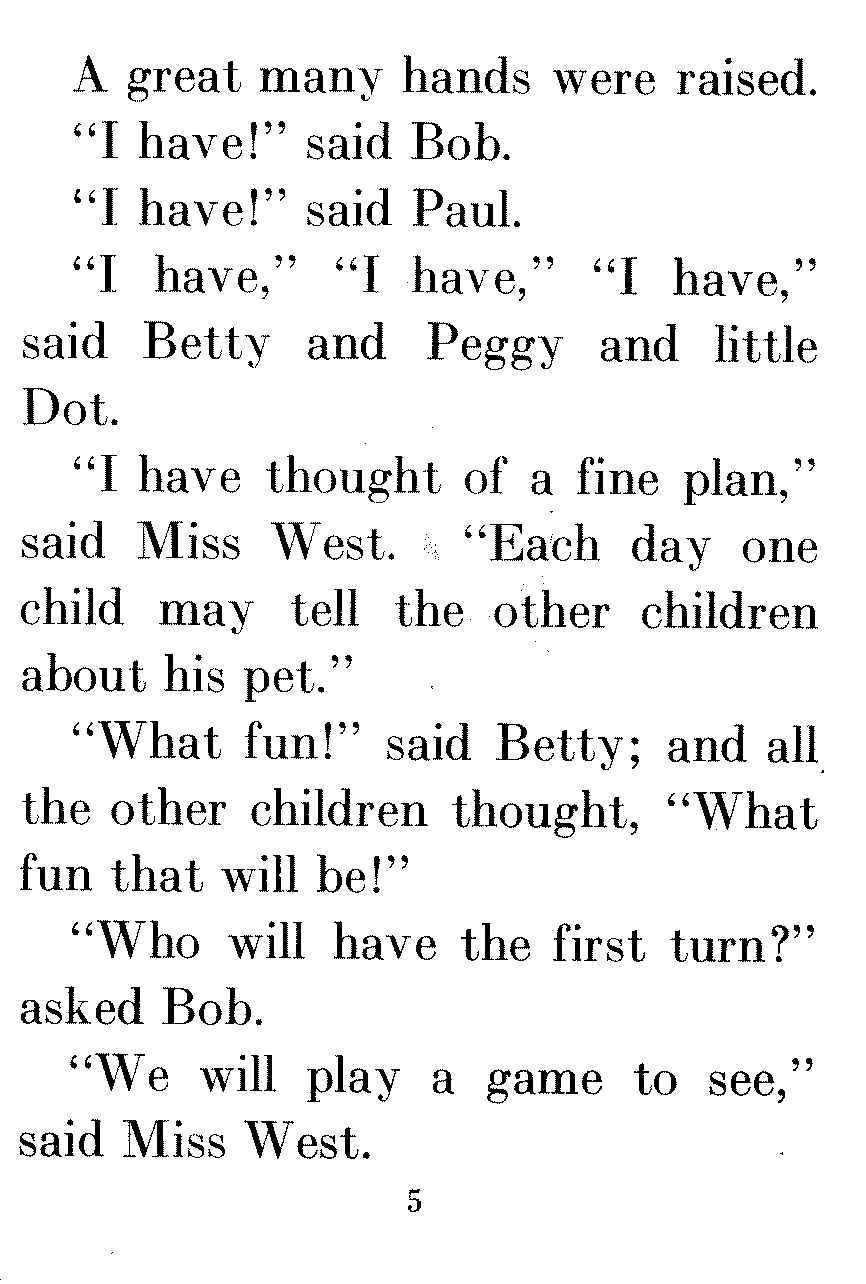 A great many hands were raised.
“I have!” said Bob.
“I have!” said Paul.
“I have,” “I have,” “I have,”
said Betty and Peggy and little
Dot.
“I have thought of a fine plan,”
said Miss West. “Each day one
child may tell the other children
about his pet.”
“What fun!” said Betty; and all
the other children thought, “What
fun that will be!”
“Who will have the first turn?”
asked Bob.
“We will play a game to see,”
said Miss West.
5